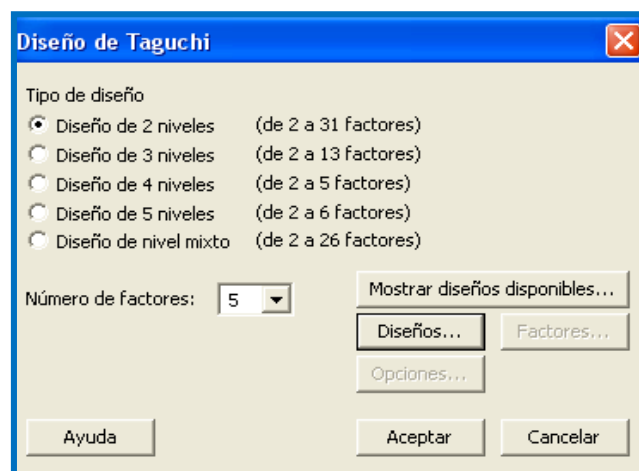 Diseño de Taguchi
Tipo de diseño
Diseño de 2 niveles (de 2 a 31 factores)
Diseño de 3 niveles (de 2 a 13 factores)
Diseño de 4 niveles (de 2 a 5 factores)
Diseño de 5 niveles (de 2 a 6 factores)
Diseño de nivel mixto (de 2 a 26 factores)
Número de factores: 5
Mostrar diseños disponibles...
Diseños... Factores...
Opciones...
Ayuda Aceptar Cancelar